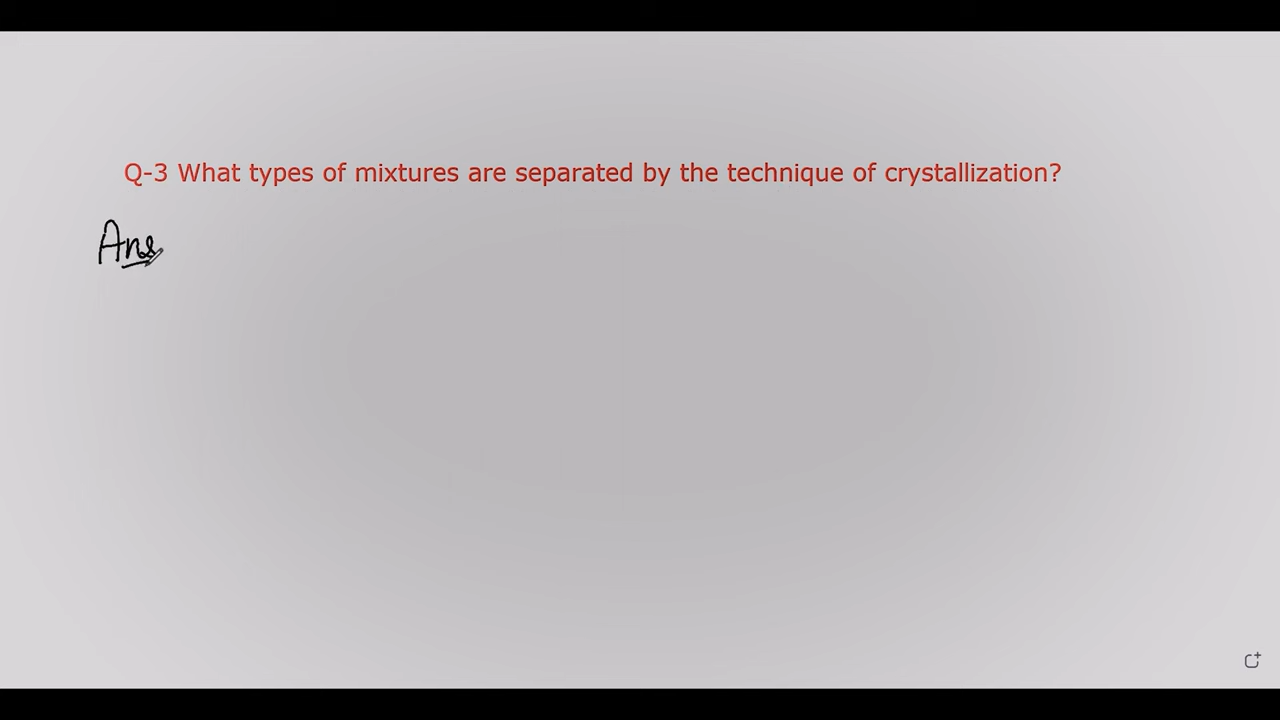 Q-3 What types of mixtures are separated by the technique of crystallization?
Ans